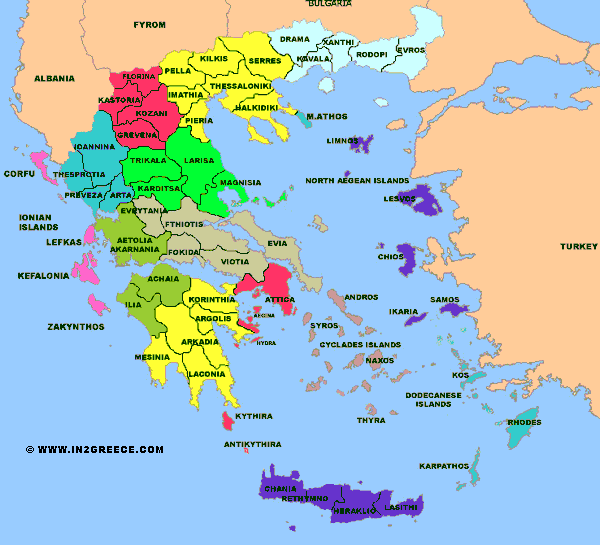 BULGARIA
FYROM
DRAMA
XANTHI
EVROS
RODOPI
KAVALA
KILKIS
SERRES
PELLA
THESSALONIKI
ALBANIA
FLORINA
IMATHIA
KASTORIA
HALKIDIKI
KOZANI
PIERIA
M.ATHOS
GREVENA
LIMNOS
IOANNINA
TRIKALA
LARISA
CORFU
THESPROTIA
NORTH AEGEAN ISLANDS
KARDITSA
MAGNISIA
PREVEZA
ARTA
LESVOS
EVRYTANIA
IONIAN
ISLANDS
FTHIOTIS
LEFKAS
AETOLIA
AKARNANIA
EVIA
TURKEY
FOKIDA
VIOTIA
CHIOS
KEFALONIA
ACHAIA
KORINTHIA
ATTICA
ANDROS
SAMOS
ILIA
AEGINA
IKARIA
ARGOLIS
ZAKYNTHOS
SYROS
ARKADIA
HYDRA
CYCLADES ISLANDS
MESINIA
NAXOS
LACONIA
KOS
DODECANESE
ISLANDS
KYTHIRA
THYRA
RHODES
ANTIKYTHIRA
© WWW.IN2GREECE.COM
KARPATHOS
CHANIA
RETHYMNO
HERAKLIO
LASITHI